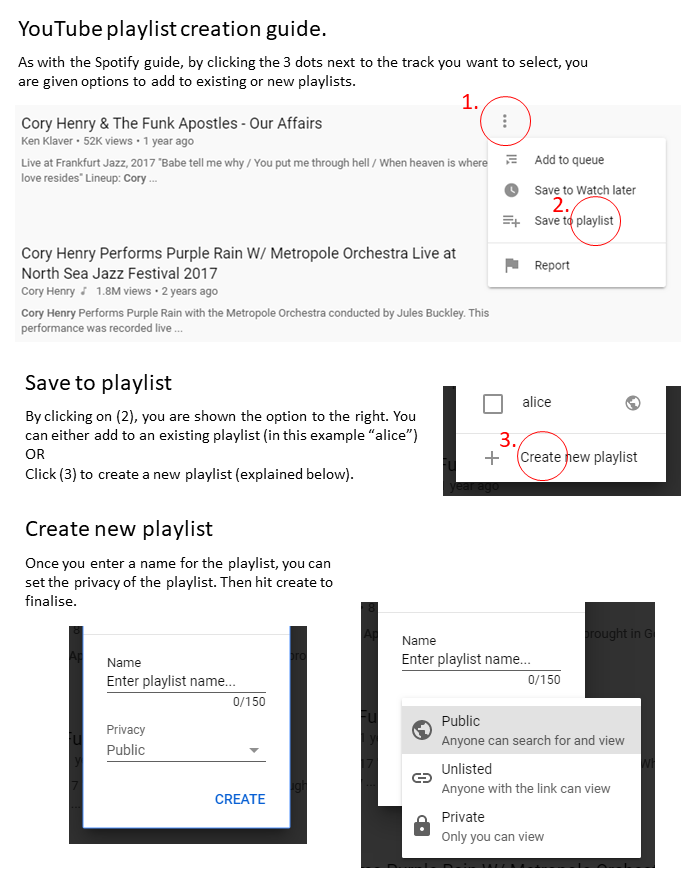 YouTube playlist creation guide.
As with the Spotify guide, by clicking the 3 dots next to the track you want to select, you
are given options to add to existing or new playlists.
1.
Cory Henry & The Funk Apostles - Our Affairs
Ken Klaver • 52K views • 1 year ago
Live at Frankfurt Jazz, 2017 "Babe tell me why / You put me through hell / When heaven is where
love resides" Lineup: Cory ...
Add to queue
Save to Watch later
2.
Save to playlist
Report
Cory Henry Performs Purple Rain W/ Metropole Orchestra Live at
North Sea Jazz Festival 2017
Cory Henry 1.8M views • 2 years ago
Cory Henry Performs Purple Rain with the Metropole Orchestra conducted by Jules Buckley. This
performance was recorded live ...
Save to playlist
By clicking on (2), you are shown the option to the right. You
can either add to an existing playlist (in this example “alice”)
OR
Click (3) to create a new playlist (explained below).
alice
3.
Create new playlist
year ago
Create new playlist
Once you enter a name for the playlist, you can
set the privacy of the playlist. Then hit create to
finalise.
Name
Enter playlist name...
0/150
Privacy
Public
CREATE
Name
Enter playlist name...
0/150
Public
Anyone can search for and view
Unlisted
Anyone with the link can view
Private
Only you can view